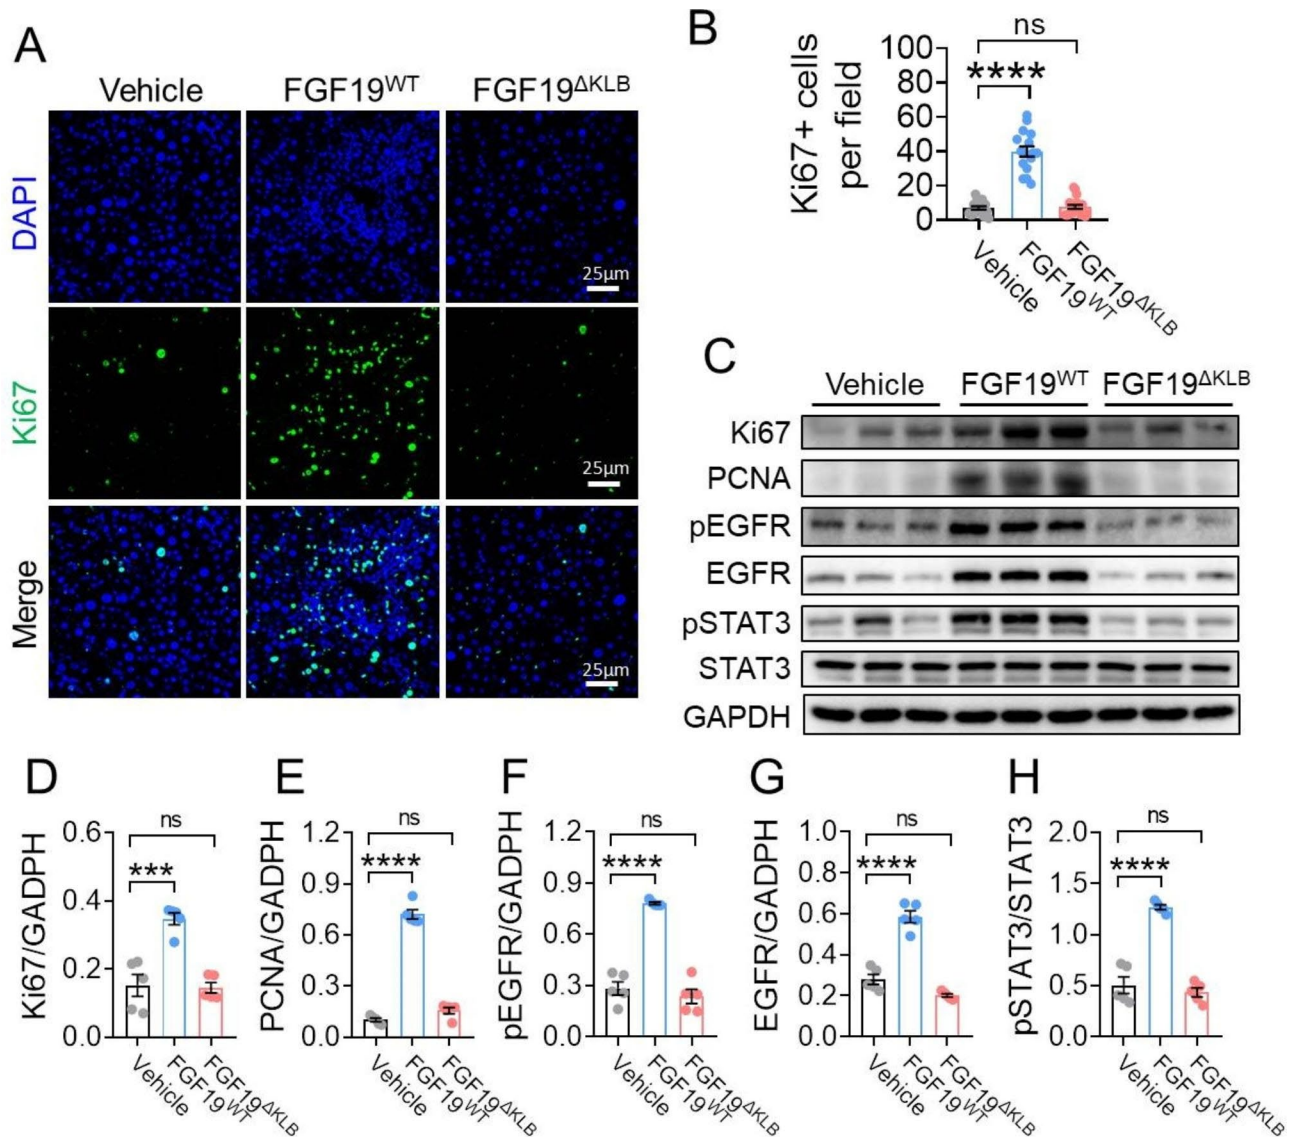 A
Vehicle
FGF19WT
FGF19ΔKLB
DAPI
25μm
25μm
Ki67
25μm
25μm
Merge
25μm
25μm
B
Ki67+ cells
per field
100
80
60
40
20
0
ns
****
Vehicle
FGF19WT
FGF19ΔKLB
C
Vehicle
FGF19WT
FGF19ΔKLB
Ki67
PCNA
pEGFR
EGFR
pSTAT3
STAT3
GAPDH
D
Ki67/GADPH
0.6
0.4
0.2
0.0
ns
***
Vehicle
FGF19WT
FGF19ΔKLB
E
PCNA/GADPH
1.2
0.9
0.6
0.3
0.0
ns
****
Vehicle
FGF19WT
FGF19ΔKLB
F
pEGFR/GADPH
1.2
0.9
0.6
0.3
0.0
ns
****
Vehicle
FGF19WT
FGF19ΔKLB
G
EGFR/GADPH
1.0
0.8
0.6
0.4
0.2
0.0
ns
****
Vehicle
FGF19WT
FGF19ΔKLB
H
pSTAT3/STAT3
2.0
1.5
1.0
0.5
0.0
ns
****
Vehicle
FGF19WT
FGF19ΔKLB